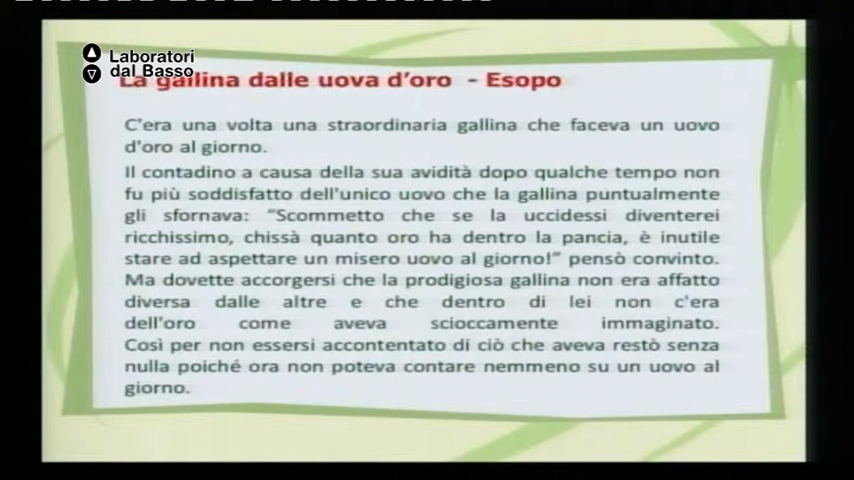 Laboratori
dal Basso
La gallina dalle uova d'oro - Esopo
C'era una volta una straordinaria gallina che faceva un uovo
d'oro al giorno.
Il contadino a causa della sua avidità dopo qualche tempo non
fu più soddisfatto dell'unico uovo che la gallina puntualmente
gli sfornava: "Scommetto che se la uccidessi diventerei
ricchissimo, chissà quanto oro ha dentro la pancia, è inutile
stare ad aspettare un misero uovo al giorno!" pensò convinto.
Ma dovette accorgersi che la prodigiosa gallina non era affatto
diversa dalle altre e che dentro di lei non c'era
dell'oro come aveva scioccamente immaginato.
Così per non essersi accontentato di ciò che aveva restò senza
nulla poiché ora non poteva contare nemmeno su un uovo al
giorno.